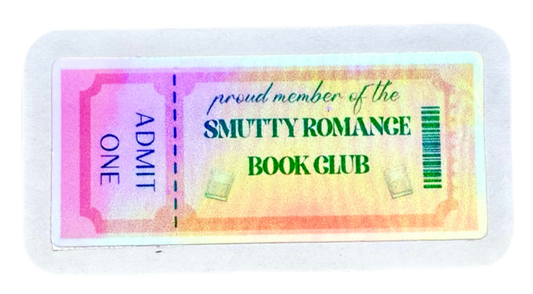 ADMIT
ONE
proud member of the
SMUTTY ROMANCE
BOOK CLUB